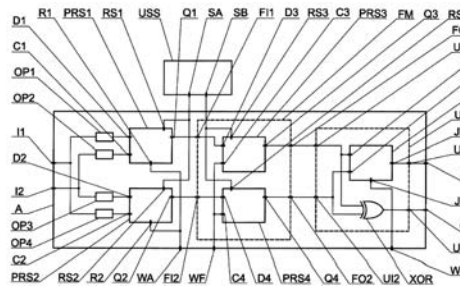 R1 PRS1 RS1 USS Q1 SA SB FI1 D3 RS3 C3 PRS3 FM Q3
D1
C1
OP1
OP2
I1
D2
I2
A
OP3
OP4
C2
PRS2 RS2 R2 Q2 WA FI2 WF C4 D4 PRS4 Q4 FO2 UI2 XOR